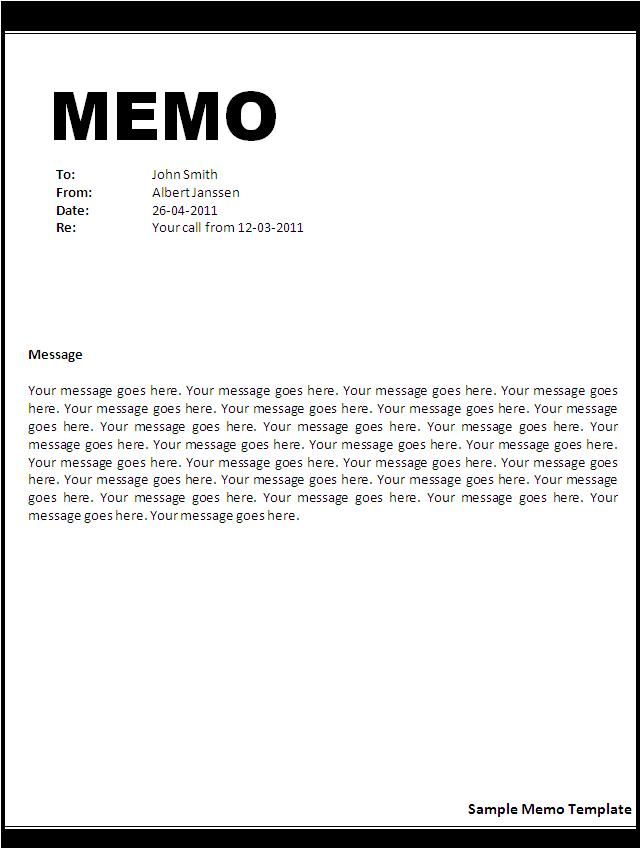 MEMO
To: John Smith
From: Albert Janssen
Date: 26-04-2011
Re: Your call from 12-03-2011
Message
Your message goes here. Your message goes here. Your message goes here. Your message goes
here. Your message goes here. Your message goes here. Your message goes here. Your message
goes here. Your message goes here. Your message goes here. Your message goes here. Your
message goes here. Your message goes here. Your message goes here. Your message goes here.
Your message goes here. Your message goes here. Your message goes here. Your message goes
here. Your message goes here. Your message goes here. Your message goes here. Your message
goes here. Your message goes here. Your message goes here. Your message goes here. Your
message goes here. Your message goes here.
Sample Memo Template